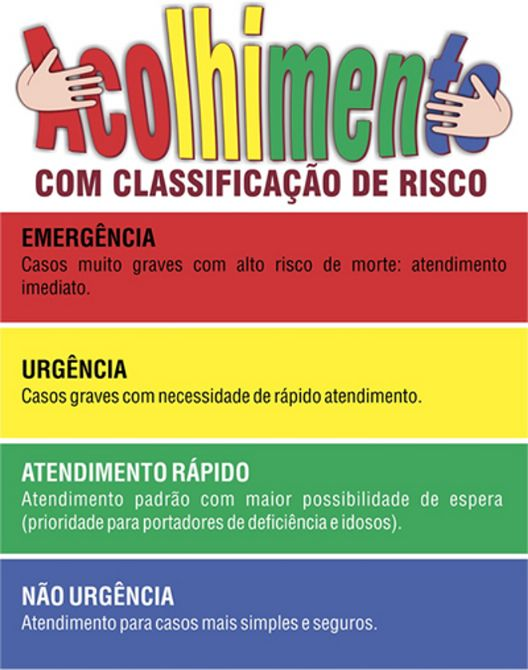 Acolhimento
COM CLASSIFICAÇÃO DE RISCO
EMERGÊNCIA
Casos muito graves com alto risco de morte: atendimento
imediato.
URGÊNCIA
Casos graves com necessidade de rápido atendimento.
ATENDIMENTO RÁPIDO
Atendimento padrão com maior possibilidade de espera
(prioridade para portadores de deficiência e idosos).
NÃO URGÊNCIA
Atendimento para casos mais simples e seguros.